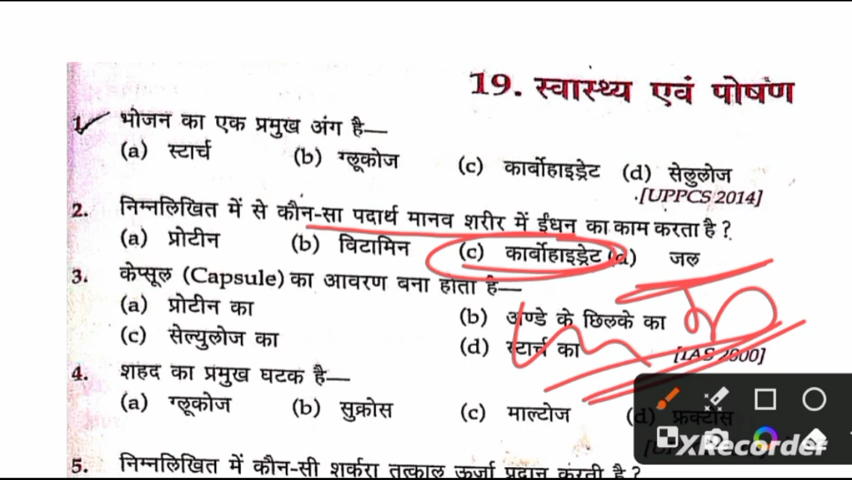 19. स्वास्थ्य एवं पोषण
1. भोजन का एक प्रमुख अंग है—
(a) स्टार्च (b) ग्लूकोज (c) कार्बोहाइड्रेट (d) सेलुलोज
[UPPCS 2014]
2. निम्नलिखित में से कौन-सा पदार्थ मानव शरीर में ईंधन का काम करता है ?
(a) प्रोटीन (b) विटामिन (c) कार्बोहाइड्रेट (d) जल
3. केप्सूल (Capsule) का आवरण बना होता है—
(a) प्रोटीन का (b) अण्डे के छिलके का
(c) सेल्युलोज का (d) स्टार्च का [IAS 2000]
4. शहद का प्रमुख घटक है—
(a) ग्लूकोज (b) सुक्रोस (c) माल्टोज (d) फ्रक्टोस
XRecorder
5. निम्नलिखित में कौन-सी शर्करा तत्काल ऊर्जा प्रदान करती है ?